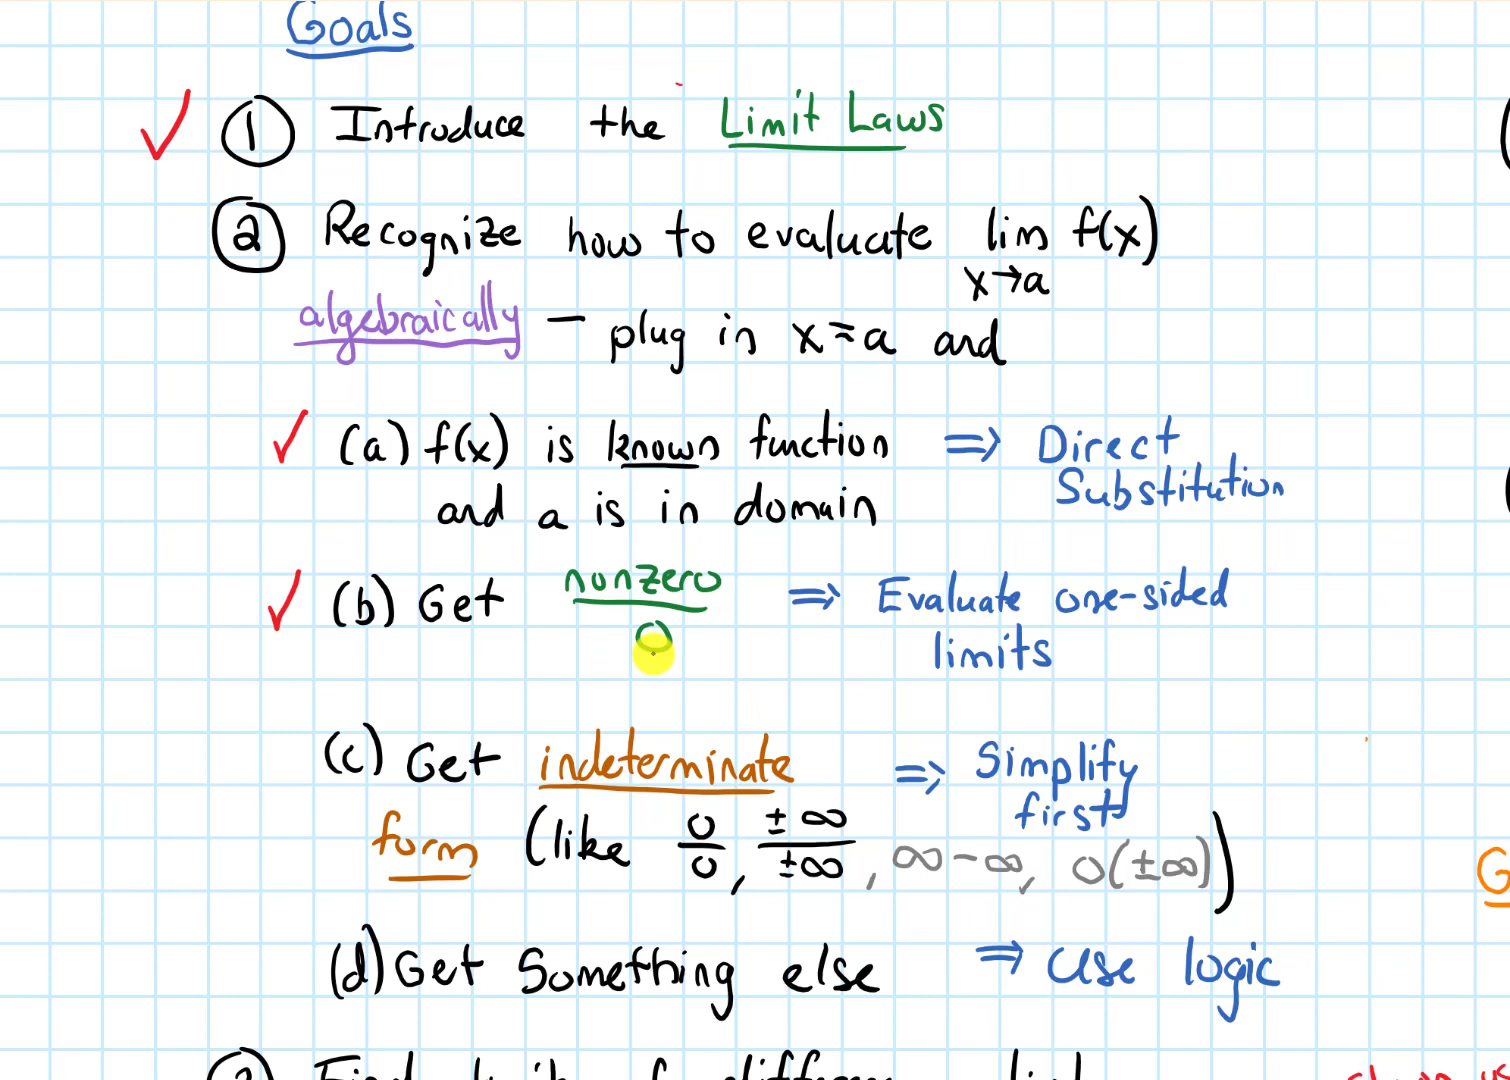 Goals
✓ ① Introduce the Limit Laws
② Recognize how to evaluate lim f(x)
x→a
algebraically – plug in x=a and
✓ (a) f(x) is known function ⇒ Direct
Substitution
and a is in domain
✓ (b) Get nonzero/0 ⇒ Evaluate one-sided
limits
(c) Get indeterminate ⇒ Simplify
first
form (like 0/0, ±∞/±∞, ∞-∞, 0(±∞))
(d) Get Something else ⇒ Use logic
G